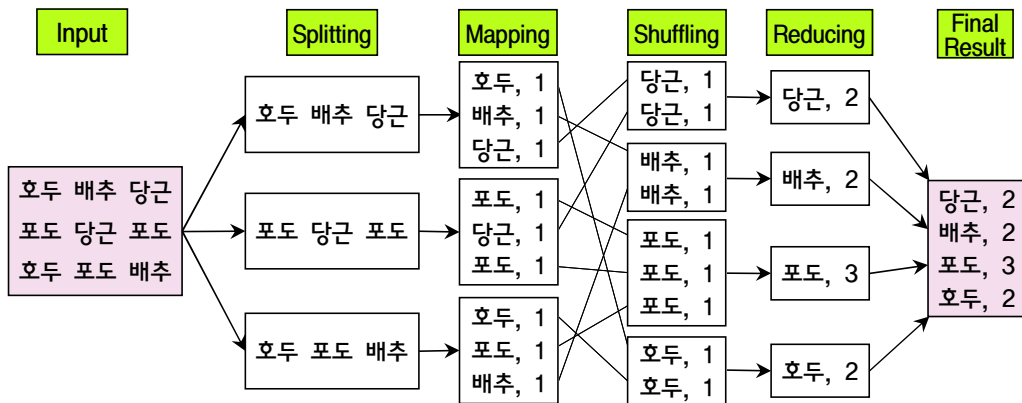 Input
Splitting
Mapping
Shuffling
Reducing
Final
Result
호두 배추 당근
포도 당근 포도
호두 포도 배추
호두 배추 당근
포도 당근 포도
호두 포도 배추
호두, 1
배추, 1
당근, 1
포도, 1
당근, 1
포도, 1
호두, 1
포도, 1
배추, 1
당근, 1
당근, 1
배추, 1
배추, 1
포도, 1
포도, 1
포도, 1
호두, 1
호두, 1
당근, 2
배추, 2
포도, 3
호두, 2
당근, 2
배추, 2
포도, 3
호두, 2